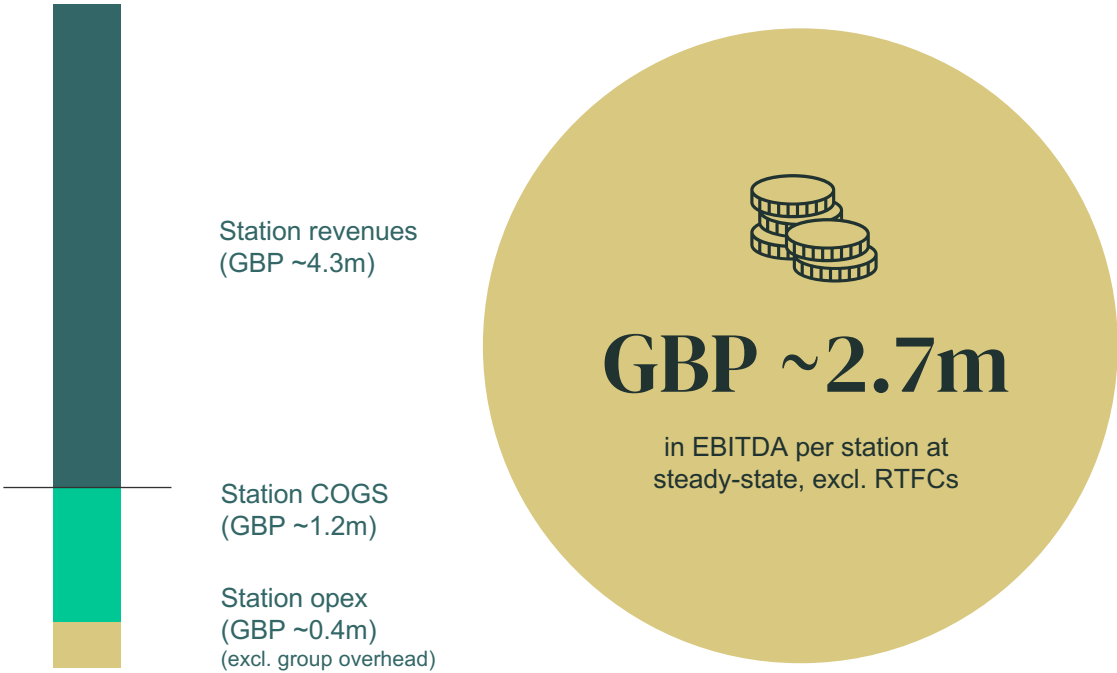 Station revenues
(GBP ~4.3m)
Station COGS
(GBP ~1.2m)
Station opex
(GBP ~0.4m)
(excl. group overhead)
GBP ~2.7m
in EBITDA per station at
steady-state, excl. RTFCs